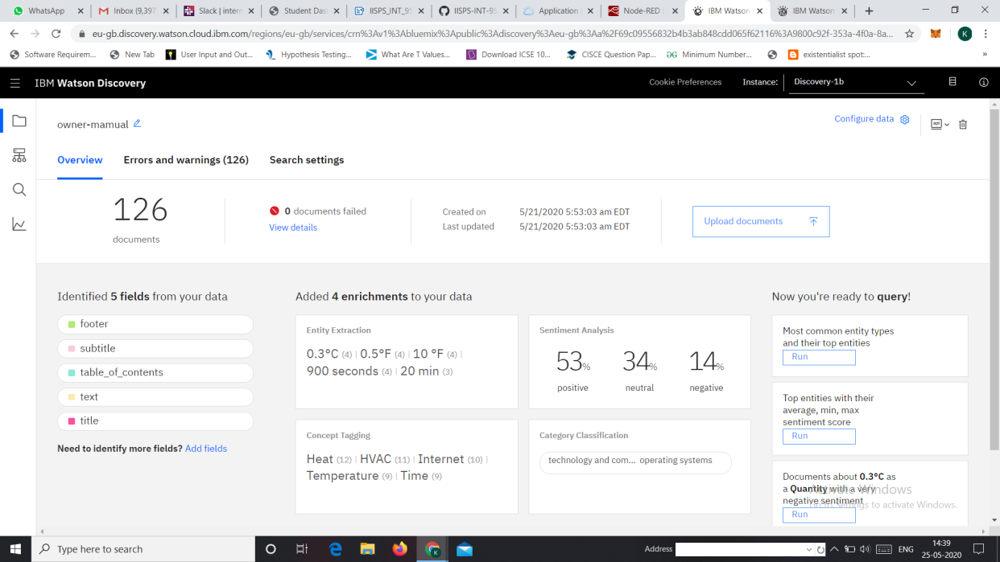 WhatsApp
Inbox (9,397
Slack | intern
Student Das
IISPS_INT_95
IISPS-INT-95
Application
Node-RED :
IBM Watson
IBM Watson
eu-gb.discovery.watson.cloud.ibm.com/regions/eu-gb/services/crn%3Av1%3Abluemix%3Apublic%3Adiscovery%3Aeu-gb%3Aa%2F69c09556832b4b3ab848cdd065f62116%3A9800c92f-353a-4f0a-8a...
K
Software Requirem...
New Tab
User Input and Out...
Hypothesis Testing...
What Are T Values...
Download ICSE 10...
CISCE Question Pap...
Minimum Number...
existentialist spot:...
»
IBM Watson Discovery
Cookie Preferences
Instance:
Discovery-1b
owner-mamual
Configure data
api
Overview
Errors and warnings (126)
Search settings
126
documents
0 documents failed
View details
Created on 5/21/2020 5:53:03 am EDT
Last updated 5/21/2020 5:53:03 am EDT
Upload documents
Identified 5 fields from your data
footer
subtitle
table_of_contents
text
title
Need to identify more fields? Add fields
Added 4 enrichments to your data
Entity Extraction
0.3°C (4) | 0.5°F (4) | 10 °F (4) |
900 seconds (4) | 20 min (3)
Sentiment Analysis
53% 34% 14%
positive neutral negative
Concept Tagging
Heat (12) | HVAC (11) | Internet (10) |
Temperature (9) | Time (9)
Category Classification
technology and com... operating systems
Now you're ready to query!
Most common entity types
and their top entities
Run
Top entities with their
average, min, max
sentiment score
Run
Documents about 0.3°C as
a Quantity with a very
negative sentiment
Run
Activate Windows
Go to Settings to activate Windows.
Type here to search
Address
ENG
14:39
25-05-2020